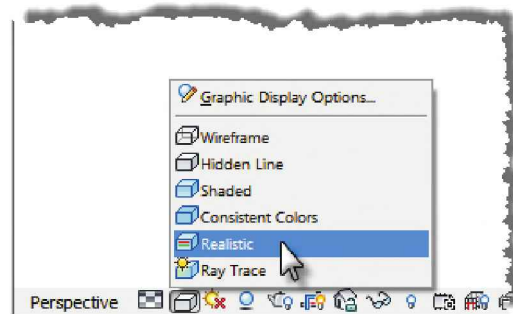 Graphic Display Options...
Wireframe
Hidden Line
Shaded
Consistent Colors
Realistic
Ray Trace
Perspective